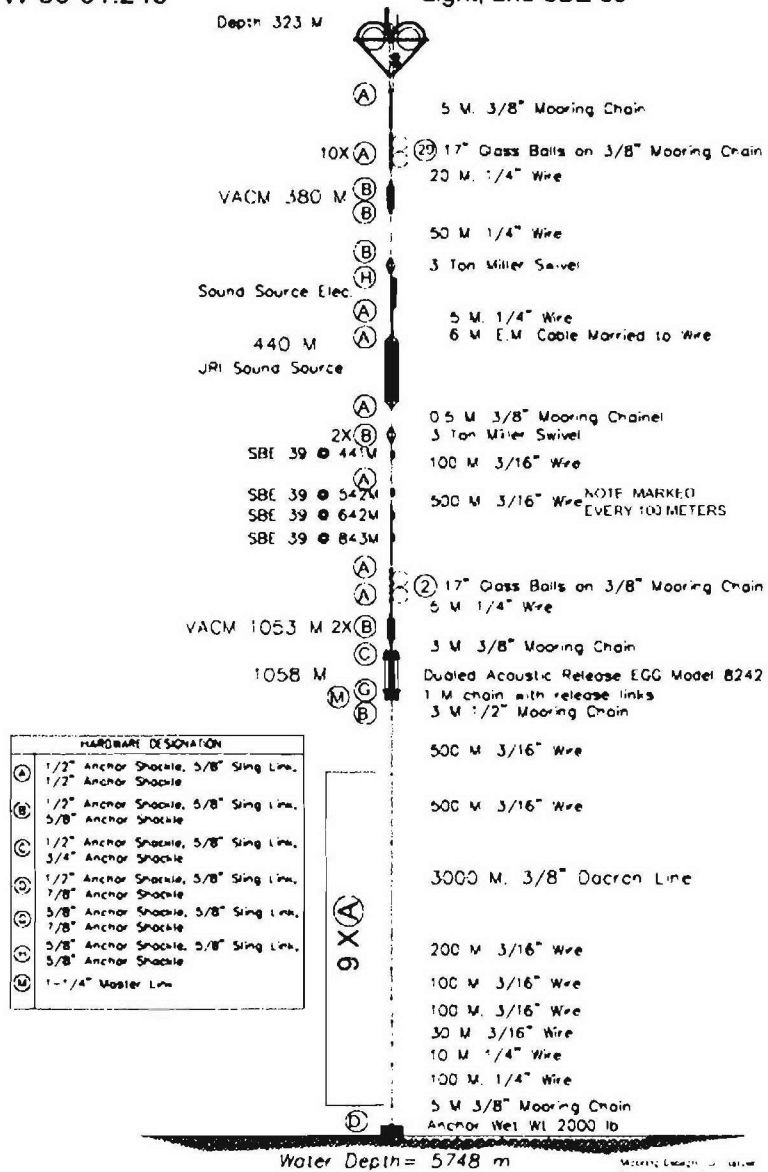 Depth 323 M
A
5 M. 3/8" Mooring Chain
10X A
29 17" Glass Balls on 3/8" Mooring Chain
20 M. 1/4" Wire
B
VACM 380 M
B
50 M 1/4" Wire
B
3 Ton Miller Swivel
H
Sound Source Elec.
A
5 M. 1/4" Wire
A
6 M E.M Cable Married to Wire
440 M
JRI Sound Source
A
0.5 M. 3/8" Mooring Chainel
2X B
3 Ton Miller Swivel
SBE 39 @ 441M
100 M 3/16" Wire
A
SBE 39 @ 542M
500 M 3/16" Wire NOTE MARKED
EVERY 100 METERS
SBE 39 @ 642M
SBE 39 @ 843M
A
2 17" Glass Balls on 3/8" Mooring Chain
A
5 M 1/4" Wire
VACM 1053 M 2X B
3 M 3/8" Mooring Chain
C
1058 M
Dualed Acoustic Release EGG Model 8242
M G
1 M chain with release links
B
3 M 1/2" Mooring Chain
500 M 3/16" Wire
500 M 3/16" Wire
3000 M. 3/8" Dacron Line
9 X A
200 M 3/16" Wire
100 M 3/16" Wire
100 M. 3/16" Wire
30 M 3/16" Wire
10 M 1/4" Wire
100 M. 1/4" Wire
5 M 3/8" Mooring Chain
D
Anchor Wet Wt. 2000 lb
Water Depth= 5748 m
HARDWARE DESIGNATION
A 1/2" Anchor Shackle, 5/8" Sling Link,
1/2" Anchor Shackle
B 1/2" Anchor Shackle, 5/8" Sling Link,
5/8" Anchor Shackle
C 1/2" Anchor Shackle, 5/8" Sling Link,
3/4" Anchor Shackle
D 1/2" Anchor Shackle, 5/8" Sling Link,
7/8" Anchor Shackle
G 5/8" Anchor Shackle, 5/8" Sling Link,
7/8" Anchor Shackle
H 5/8" Anchor Shackle, 5/8" Sling Link,
5/8" Anchor Shackle
M 1-1/4" Master Link